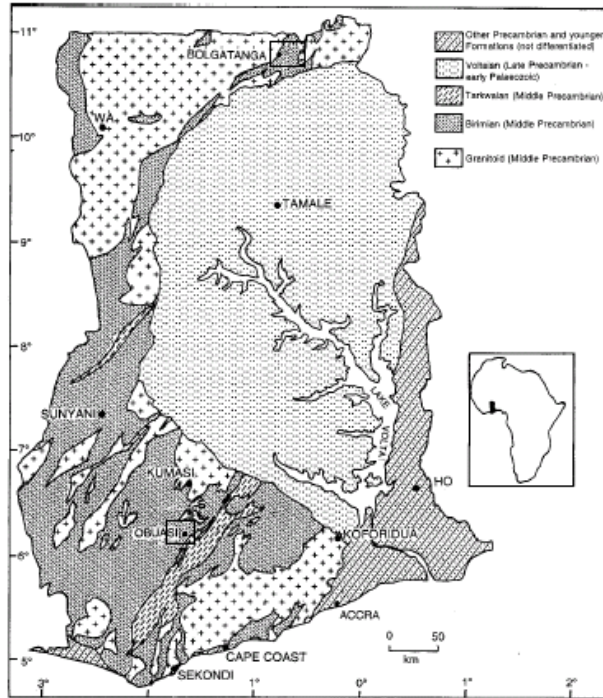 11°
10°
9°
8°
7°
6°
5°
BOLGATANGA
WA
TAMALE
SUNYANI
LAKE
VOLTA
KUMASI
HO
OBUASI
KOFORIDUA
ACCRA
CAPE COAST
SEKONDI
0 50
km
3° 1° 0° 1° 2°
Other Precambrian and younger
Formations (not differentiated)
Voltaian (Late Precambrian -
early Palaeozoic)
Tarkwaian (Middle Precambrian)
Birimian (Middle Precambrian)
Granitoid (Middle Precambrian)